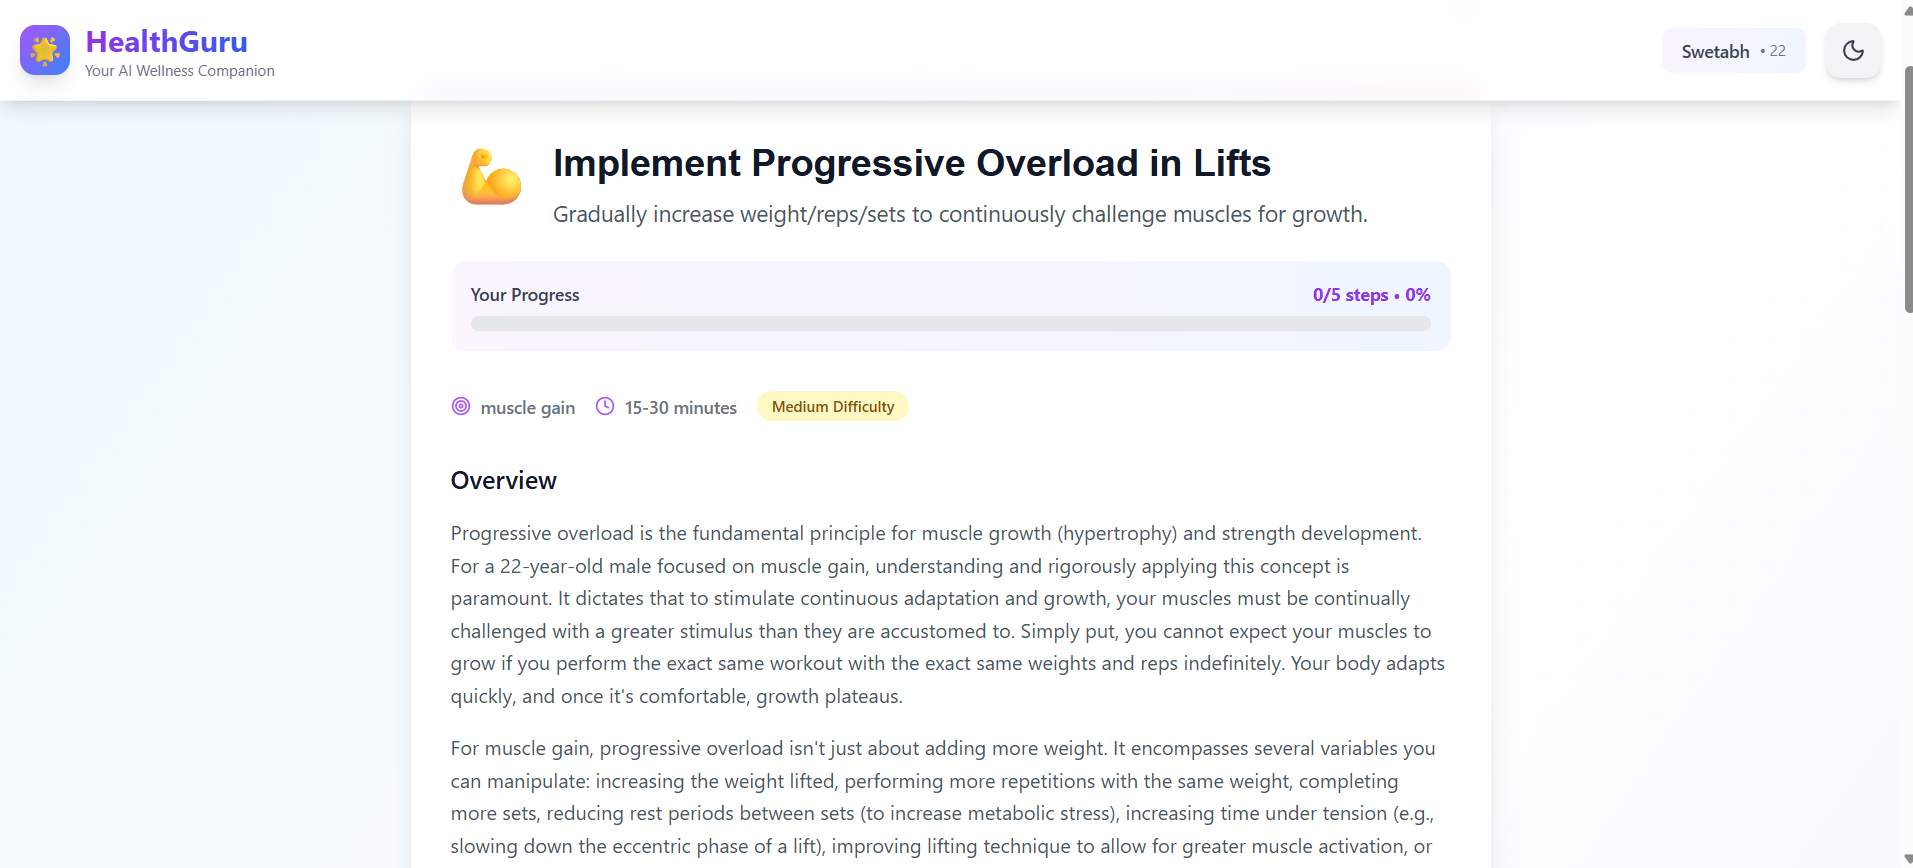 HealthGuru
Your AI Wellness Companion
Swetabh • 22
Implement Progressive Overload in Lifts
Gradually increase weight/reps/sets to continuously challenge muscles for growth.
Your Progress
0/5 steps • 0%
muscle gain
15-30 minutes
Medium Difficulty
Overview
Progressive overload is the fundamental principle for muscle growth (hypertrophy) and strength development.
For a 22-year-old male focused on muscle gain, understanding and rigorously applying this concept is
paramount. It dictates that to stimulate continuous adaptation and growth, your muscles must be continually
challenged with a greater stimulus than they are accustomed to. Simply put, you cannot expect your muscles to
grow if you perform the exact same workout with the exact same weights and reps indefinitely. Your body adapts
quickly, and once it's comfortable, growth plateaus.
For muscle gain, progressive overload isn't just about adding more weight. It encompasses several variables you
can manipulate: increasing the weight lifted, performing more repetitions with the same weight, completing
more sets, reducing rest periods between sets (to increase metabolic stress), increasing time under tension (e.g.,
slowing down the eccentric phase of a lift), improving lifting technique to allow for greater muscle activation, or